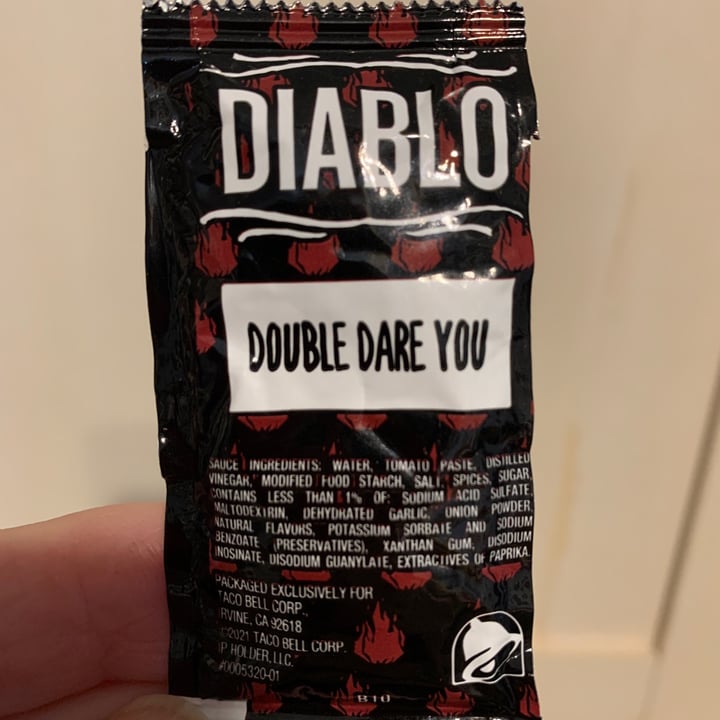 DIABLO
DOUBLE DARE YOU
SAUCE INGREDIENTS: WATER, TOMATO PASTE, DISTILLED
VINEGAR, MODIFIED FOOD STARCH, SALT, SPICES, SUGAR,
CONTAINS LESS THAN 1% OF: SODIUM ACID SULFATE,
MALTODEXTRIN, DEHYDRATED GARLIC, ONION POWDER,
NATURAL FLAVORS, POTASSIUM SORBATE AND SODIUM
BENZOATE (PRESERVATIVES), XANTHAN GUM, DISODIUM
INOSINATE, DISODIUM GUANYLATE, EXTRACTIVES OF PAPRIKA.
PACKAGED EXCLUSIVELY FOR
TACO BELL CORP.,
IRVINE, CA 92618
©2021 TACO BELL CORP.
IP HOLDER, LLC.
#0005320-01
B10